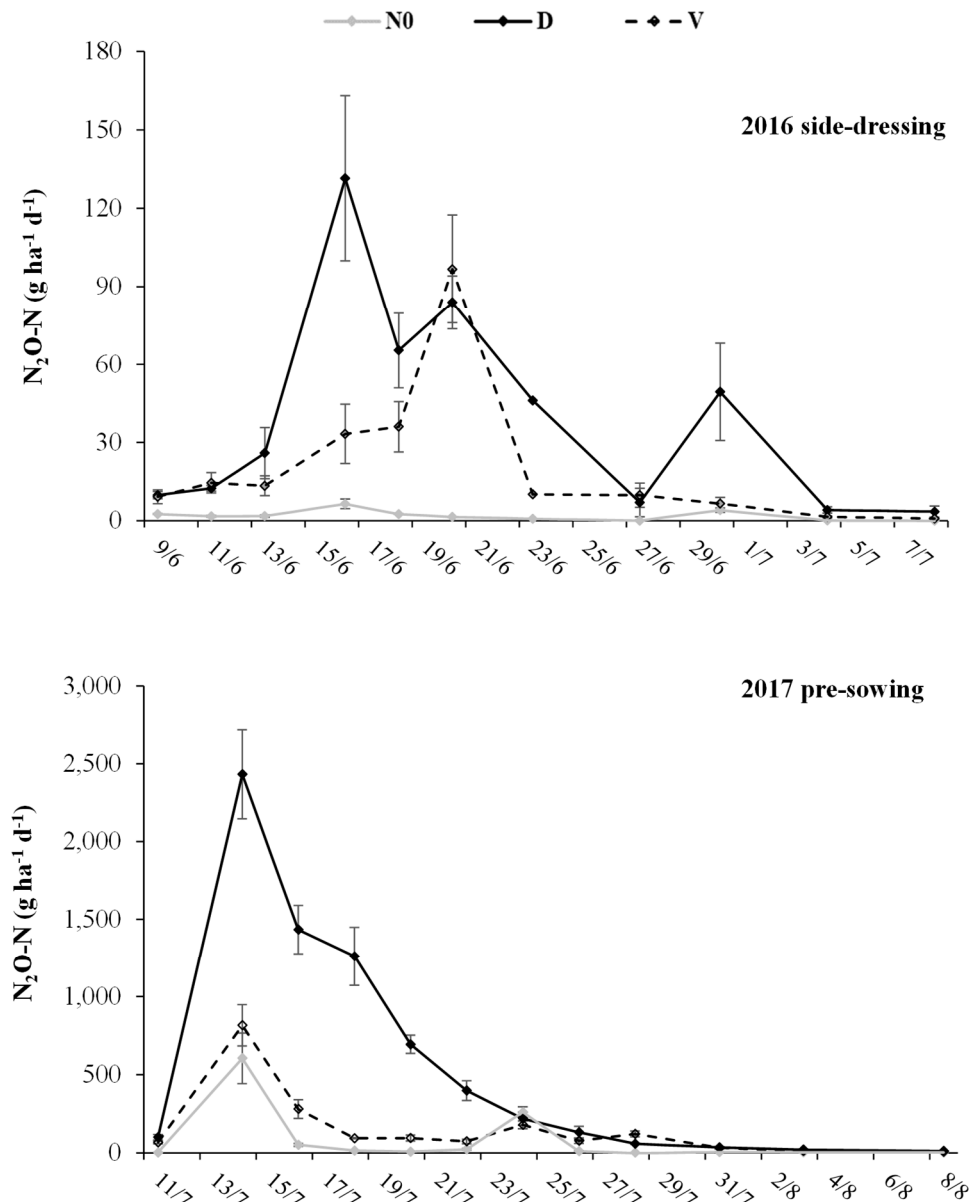 N0 D V
180
2016 side-dressing
150
120
90
60
30
0
N₂O-N (g ha⁻¹ d⁻¹)
9/6 11/6 13/6 15/6 17/6 19/6 21/6 23/6 25/6 27/6 29/6 1/7 3/7 5/7 7/7
3,000
2017 pre-sowing
2,500
2,000
1,500
1,000
500
0
N₂O-N (g ha⁻¹ d⁻¹)
11/7 13/7 15/7 17/7 19/7 21/7 23/7 25/7 27/7 29/7 31/7 2/8 4/8 6/8 8/8